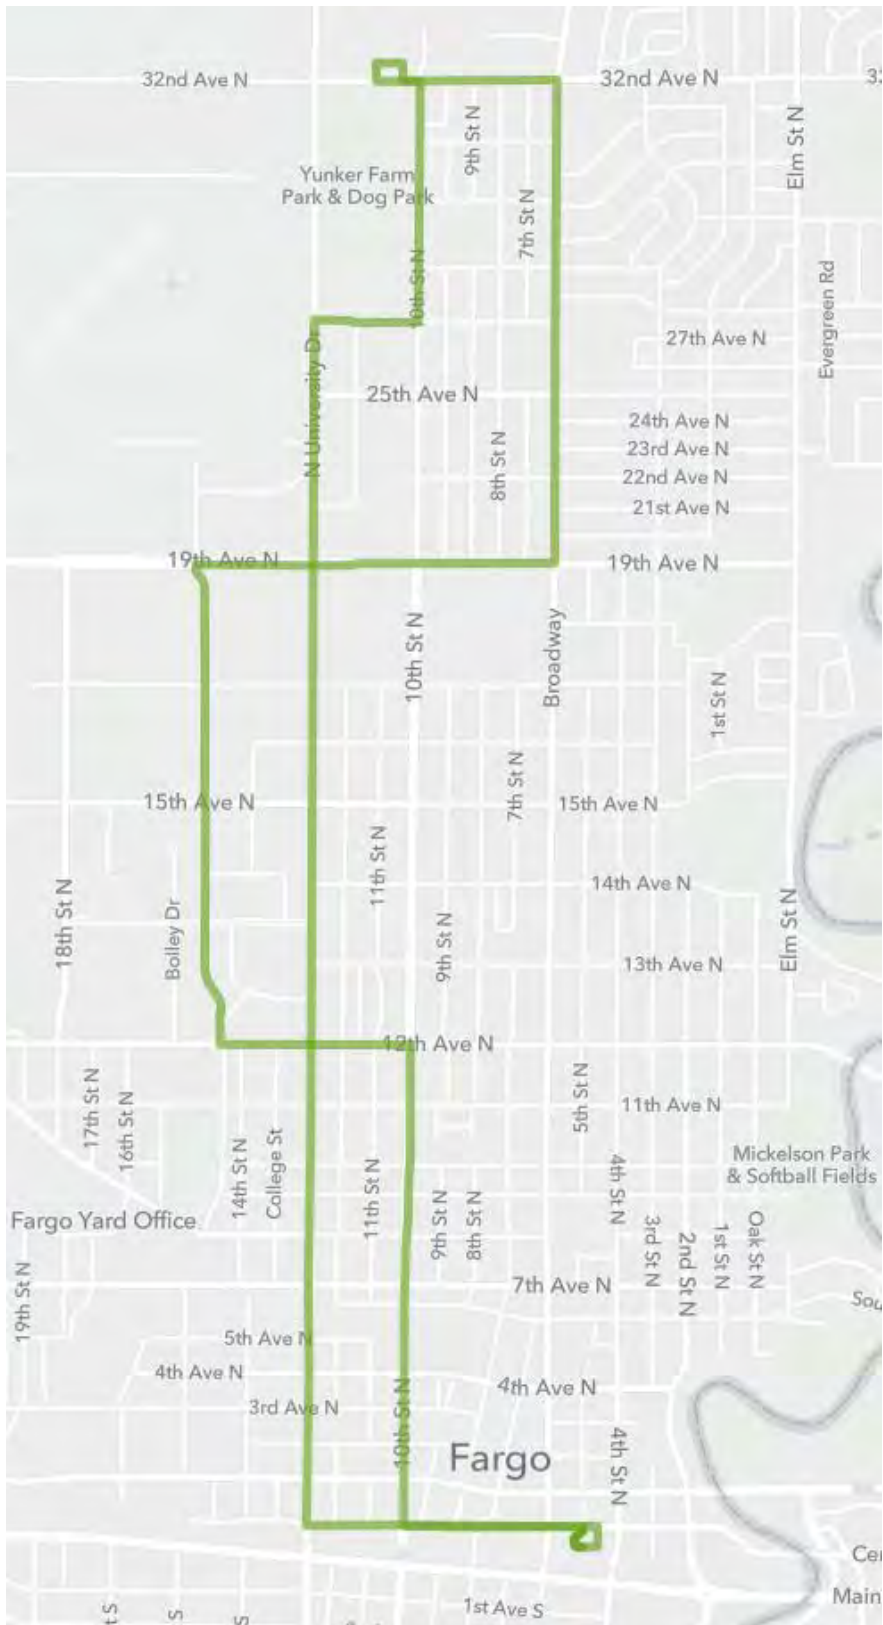 32nd Ave N
32nd Ave N
9th St N
Elm St N
Yunker Farm
Park & Dog Park
7th St N
10th St N
Evergreen Rd
27th Ave N
N University Dr
25th Ave N
24th Ave N
8th St N
23rd Ave N
22nd Ave N
21st Ave N
19th Ave N
19th Ave N
10th St N
Broadway
1st St N
7th St N
15th Ave N
15th Ave N
11th St N
14th Ave N
18th St N
Bolley Dr
9th St N
Elm St N
13th Ave N
12th Ave N
17th St N
16th St N
5th St N
11th Ave N
14th St N
College St
11th St N
4th St N
Mickelson Park
& Softball Fields
Fargo Yard Office
9th St N
8th St N
3rd St N
2nd St N
1st St N
Oak St N
19th St N
7th Ave N
Sou
5th Ave N
4th Ave N
4th Ave N
3rd Ave N
10th St N
Fargo
4th St N
Cer
Main
1st Ave S
t S
S
S